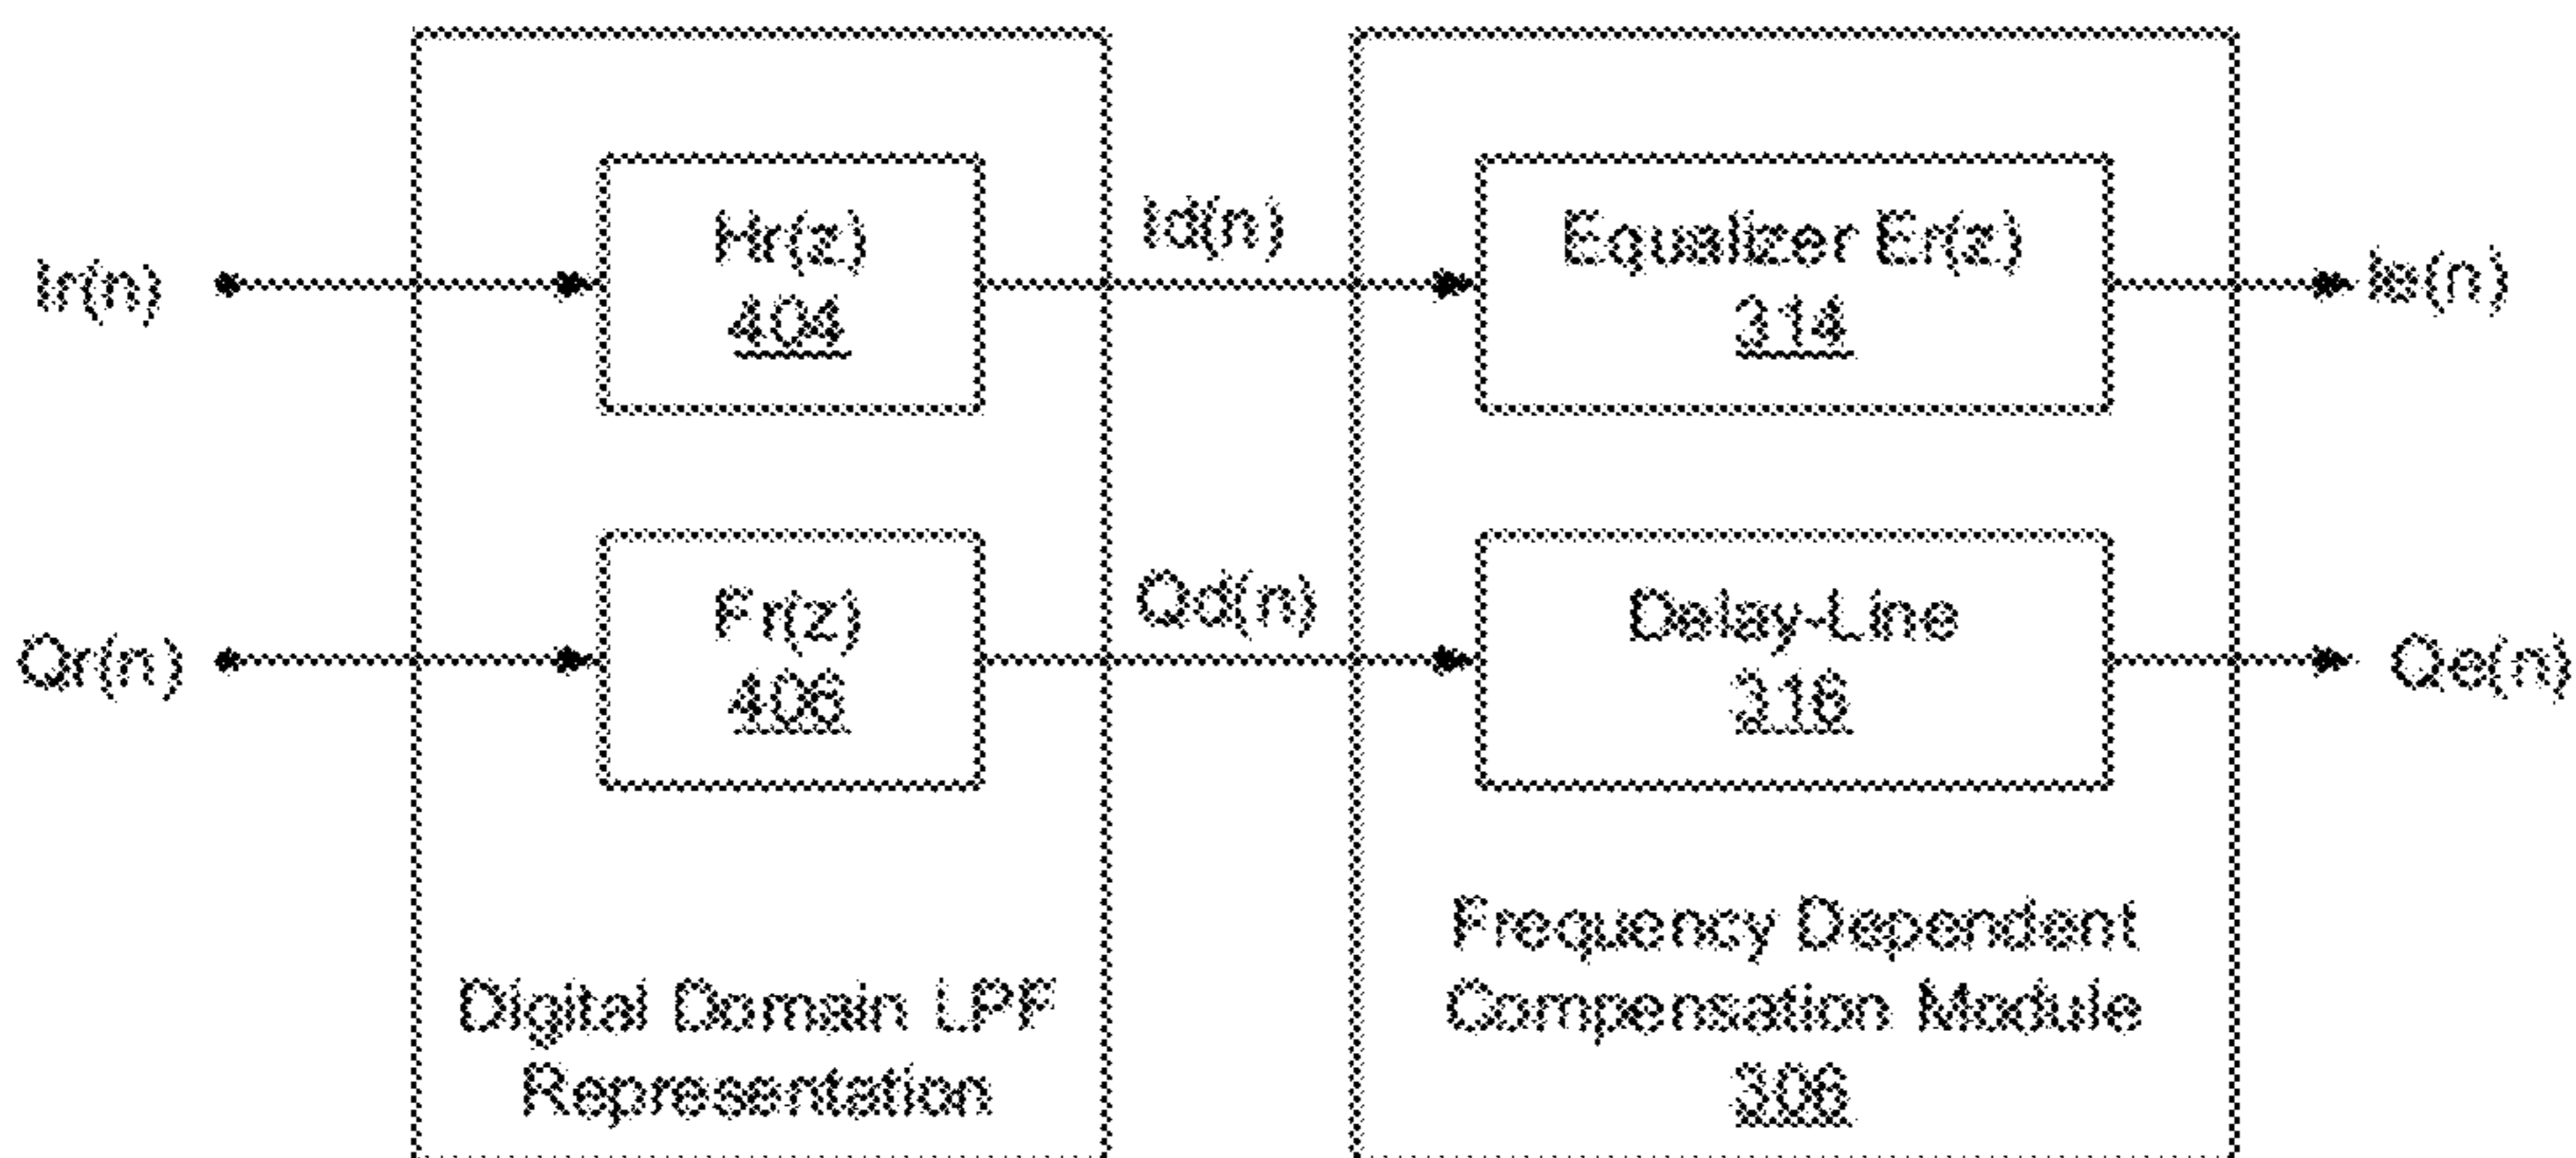 Ir(n)
Hr(z)
404
Id(n)
Equalizer Er(z)
314
Ie(n)
Qr(n)
Fr(z)
406
Qd(n)
Delay-Line
316
Qe(n)
Digital Domain LPF
Representation
Frequency Dependent
Compensation Module
306